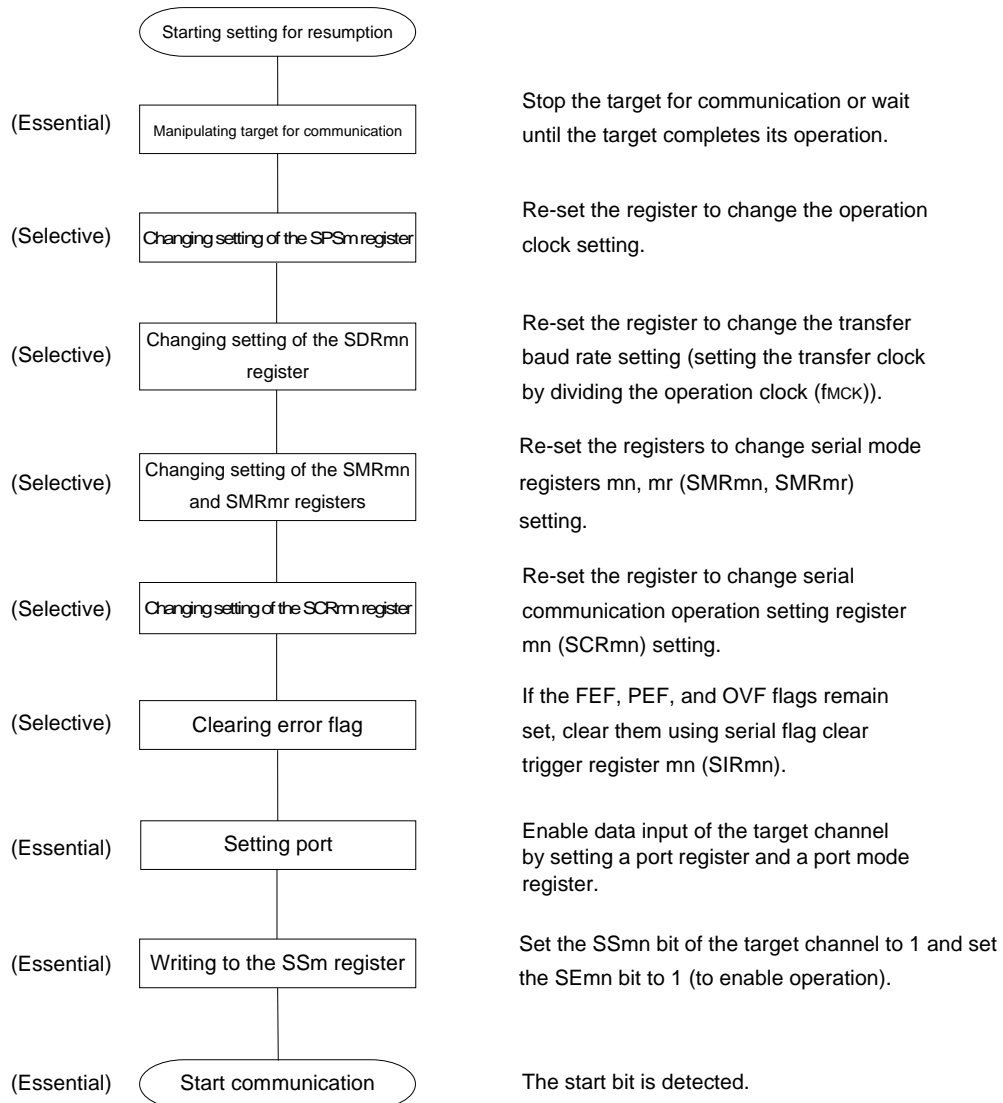 Starting setting for resumption
(Essential)
Manipulating target for communication
Stop the target for communication or wait
until the target completes its operation.
(Selective)
Changing setting of the SPSm register
Re-set the register to change the operation
clock setting.
(Selective)
Changing setting of the SDRmn
register
Re-set the register to change the transfer
baud rate setting (setting the transfer clock
by dividing the operation clock (fMCK)).
(Selective)
Changing setting of the SMRmn
and SMRmr registers
Re-set the registers to change serial mode
registers mn, mr (SMRmn, SMRmr)
setting.
(Selective)
Changing setting of the SCRmn register
Re-set the register to change serial
communication operation setting register
mn (SCRmn) setting.
(Selective)
Clearing error flag
If the FEF, PEF, and OVF flags remain
set, clear them using serial flag clear
trigger register mn (SIRmn).
(Essential)
Setting port
Enable data input of the target channel
by setting a port register and a port mode
register.
(Essential)
Writing to the SSm register
Set the SSmn bit of the target channel to 1 and set
the SEmn bit to 1 (to enable operation).
(Essential)
Start communication
The start bit is detected.